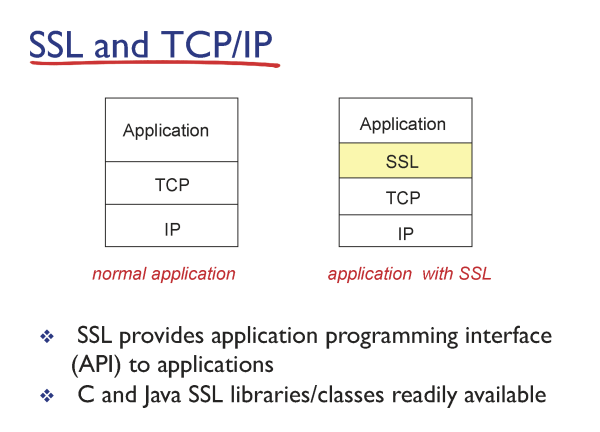 SSL and TCP/IP
Application
TCP
IP
normal application
Application
SSL
TCP
IP
application with SSL
❖ SSL provides application programming interface
(API) to applications
❖ C and Java SSL libraries/classes readily available